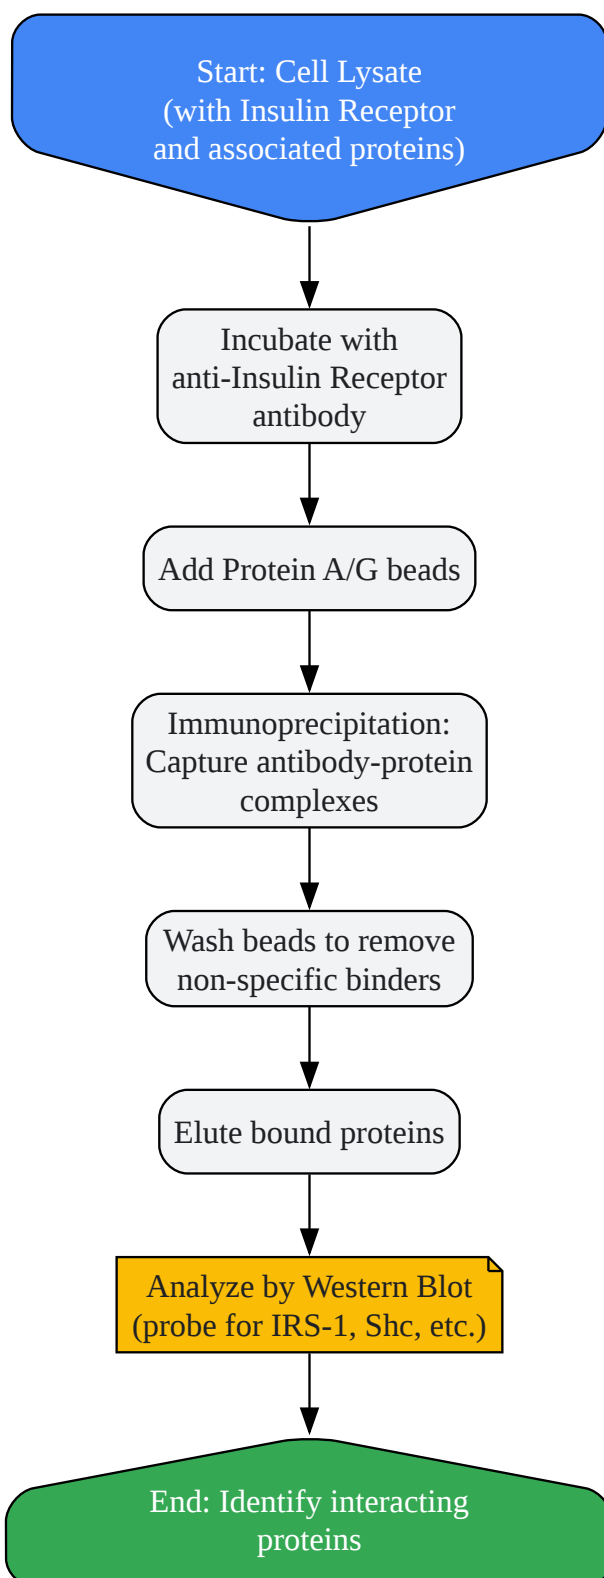 Start: Cell Lysate
(with Insulin Receptor
and associated proteins)
Incubate with
anti-Insulin Receptor
antibody
Add Protein A/G beads
Immunoprecipitation:
Capture antibody-protein
complexes
Wash beads to remove
non-specific binders
Elute bound proteins
Analyze by Western Blot
(probe for IRS-1, Shc, etc.)
End: Identify interacting
proteins